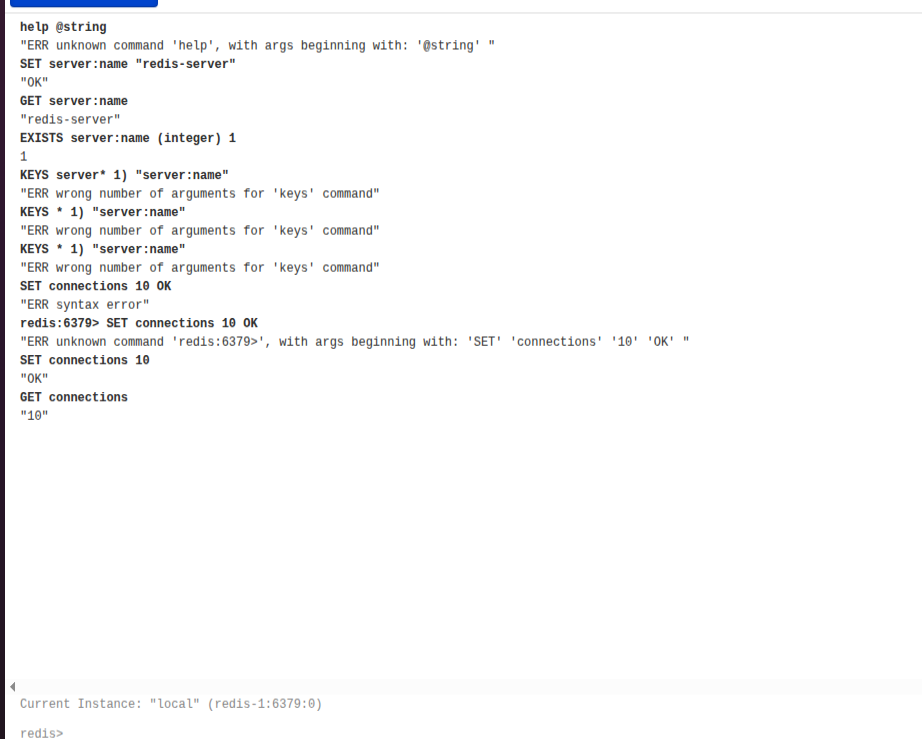 help @string
"ERR unknown command 'help', with args beginning with: '@string' "
SET server:name "redis-server"
"OK"
GET server:name
"redis-server"
EXISTS server:name (integer) 1
1
KEYS server* 1) "server:name"
"ERR wrong number of arguments for 'keys' command"
KEYS * 1) "server:name"
"ERR wrong number of arguments for 'keys' command"
KEYS * 1) "server:name"
"ERR wrong number of arguments for 'keys' command"
SET connections 10 OK
"ERR syntax error"
redis:6379> SET connections 10 OK
"ERR unknown command 'redis:6379>', with args beginning with: 'SET' 'connections' '10' 'OK' "
SET connections 10
"OK"
GET connections
"10"
Current Instance: "local" (redis-1:6379:0)
redis>